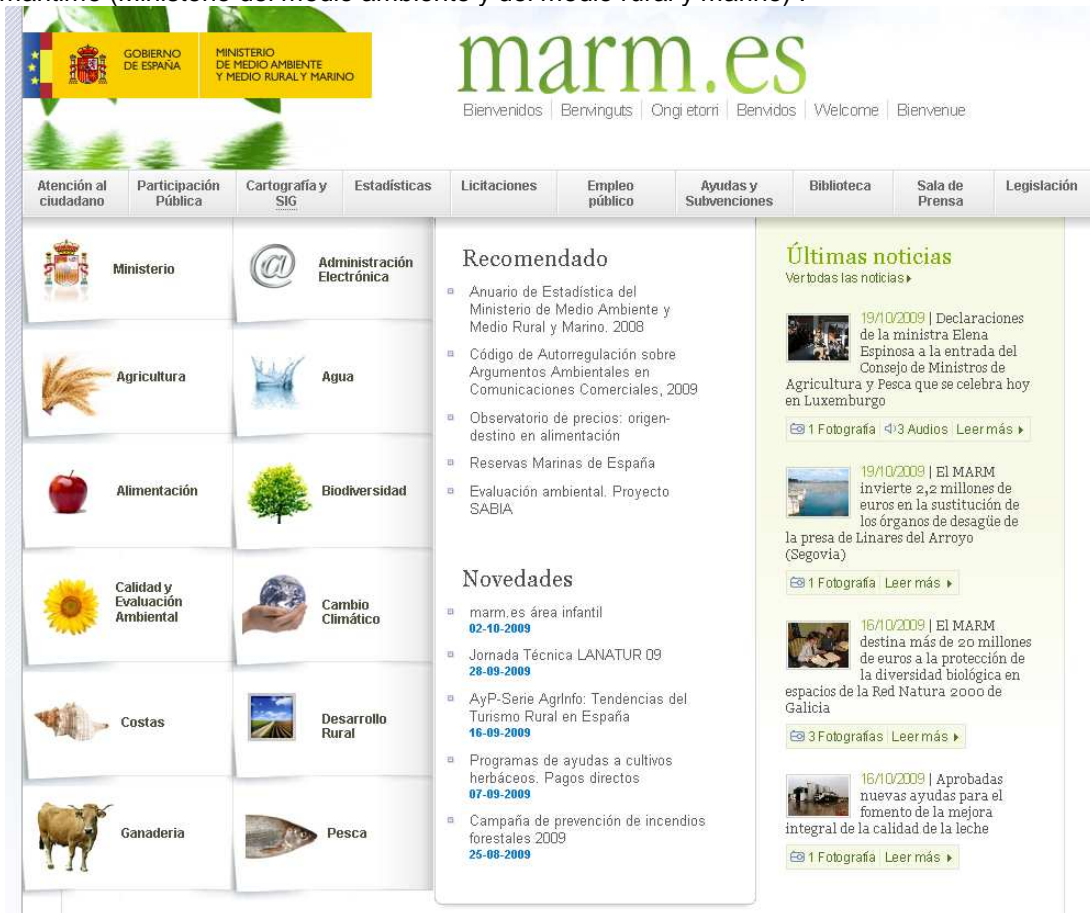 marítimo (Ministerio del medio ambiente y del medio rural y marino) :
GOBIERNO
DE ESPAÑA
MINISTERIO
DE MEDIO AMBIENTE
Y MEDIO RURAL Y MARINO
marm.es
Bienvenidos | Benvinguts | Ongi etorri | Benvidos | Welcome | Bienvenue
Atención al
ciudadano
Participación
Pública
Cartografía y
SIG
Estadísticas
Licitaciones
Empleo
público
Ayudas y
Subvenciones
Biblioteca
Sala de
Prensa
Legislación
Ministerio
Administración
Electrónica
Agricultura
Agua
Alimentación
Biodiversidad
Calidad y
Evaluación
Ambiental
Cambio
Climático
Costas
Desarrollo
Rural
Ganaderia
Pesca
Recomendado
Anuario de Estadística del
Ministerio de Medio Ambiente y
Medio Rural y Marino. 2008
Código de Autorregulación sobre
Argumentos Ambientales en
Comunicaciones Comerciales, 2009
Observatorio de precios: origen-
destino en alimentación
Reservas Marinas de España
Evaluación ambiental. Proyecto
SABIA
Novedades
marm.es área infantil
02-10-2009
Jornada Técnica LANATUR 09
28-09-2009
AyP-Serie AgrInfo: Tendencias del
Turismo Rural en España
16-09-2009
Programas de ayudas a cultivos
herbáceos. Pagos directos
07-09-2009
Campaña de prevención de incendios
forestales 2009
25-08-2009
Últimas noticias
Ver todas las noticias
19/10/2009 | Declaraciones
de la ministra Elena
Espinosa a la entrada del
Consejo de Ministros de
Agricultura y Pesca que se celebra hoy
en Luxemburgo
1 Fotografía 3 Audios Leer más
19/10/2009 | El MARM
invierte 2,2 millones de
euros en la sustitución de
los órganos de desagüe de
la presa de Linares del Arroyo
(Segovia)
1 Fotografía Leer más
16/10/2009 | El MARM
destina más de 20 millones
de euros a la protección de
la diversidad biológica en
espacios de la Red Natura 2000 de
Galicia
3 Fotografías Leer más
16/10/2009 | Aprobadas
nuevas ayudas para el
fomento de la mejora
integral de la calidad de la leche
1 Fotografía Leer más